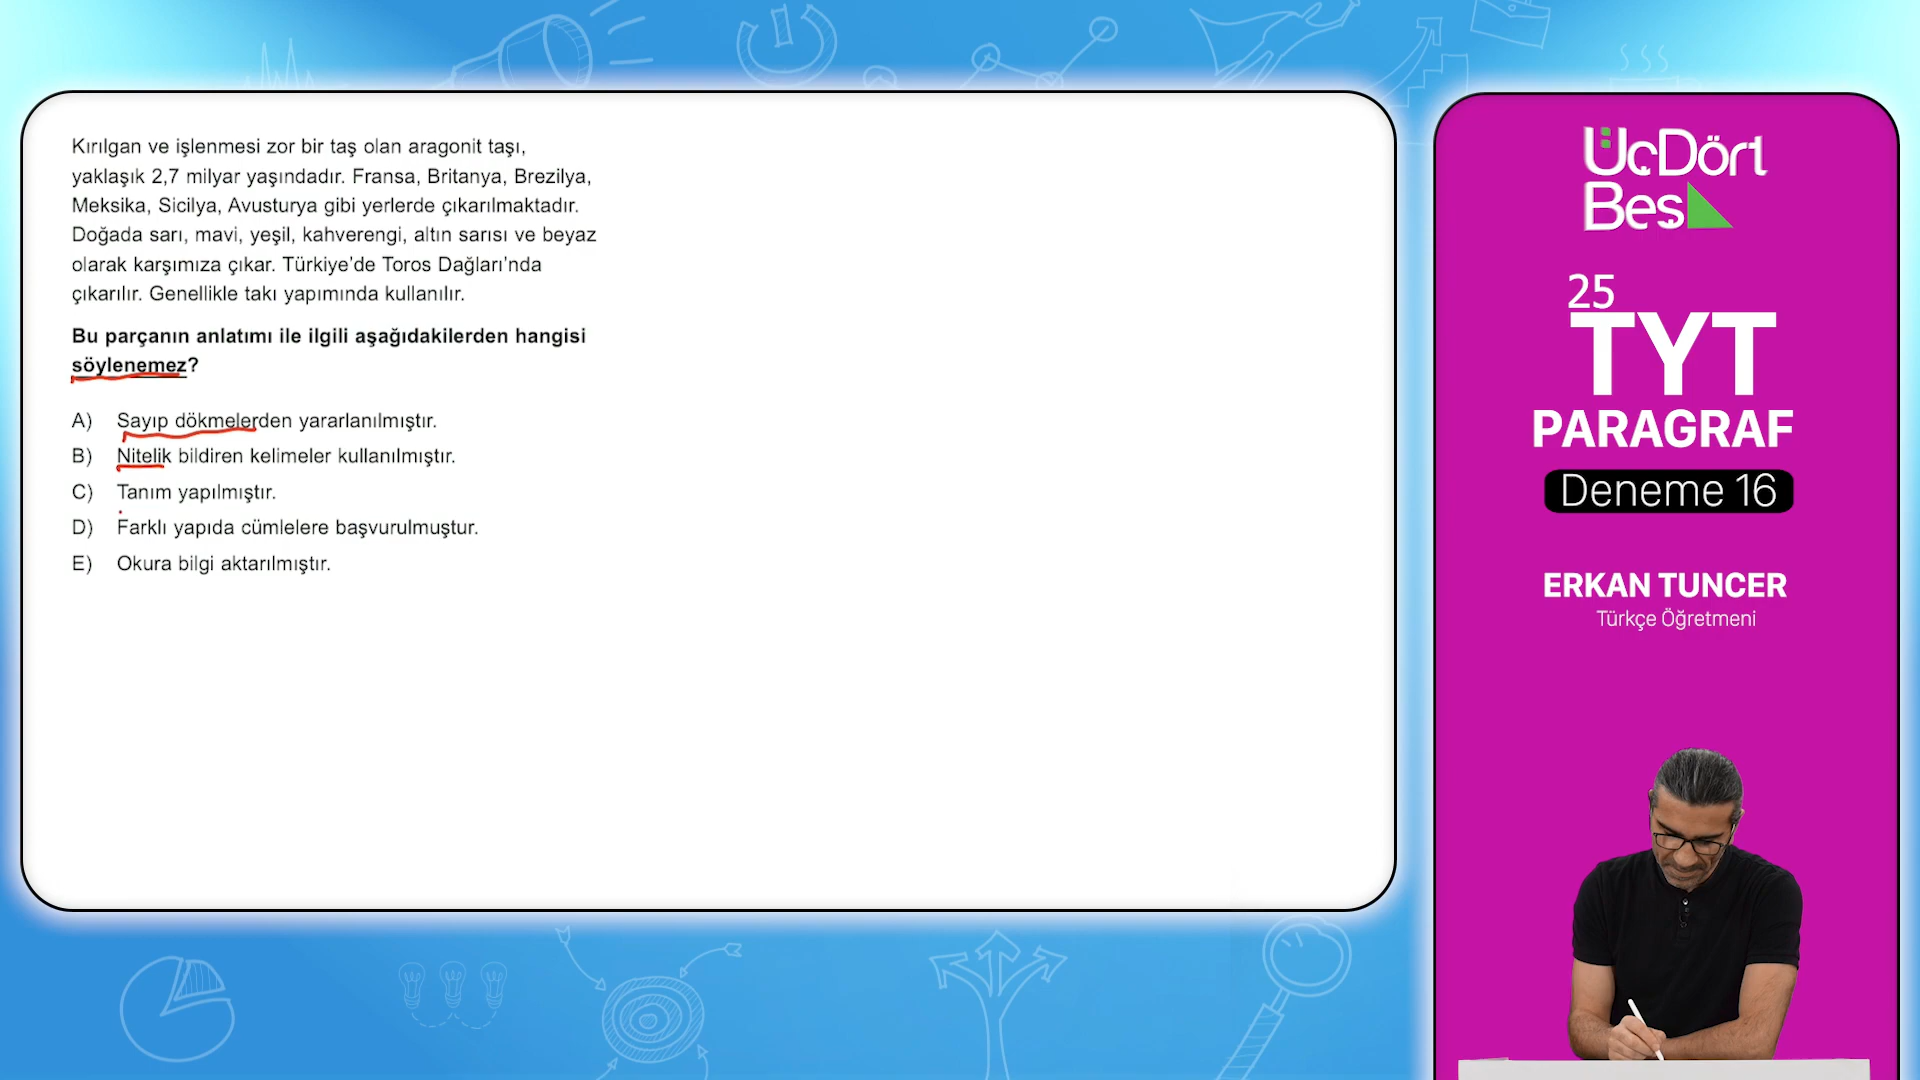 Kırılgan ve işlenmesi zor bir taş olan aragonit taşı,
yaklaşık 2,7 milyar yaşındadır. Fransa, Britanya, Brezilya,
Meksika, Sicilya, Avusturya gibi yerlerde çıkarılmaktadır.
Doğada sarı, mavi, yeşil, kahverengi, altın sarısı ve beyaz
olarak karşımıza çıkar. Türkiye’de Toros Dağları’nda
çıkarılır. Genellikle takı yapımında kullanılır.
Bu parçanın anlatımı ile ilgili aşağıdakilerden hangisi
söylenemez?
A) Sayıp dökmelerden yararlanılmıştır.
B) Nitelik bildiren kelimeler kullanılmıştır.
C) Tanım yapılmıştır.
D) Farklı yapıda cümlelere başvurulmuştur.
E) Okura bilgi aktarılmıştır.
ÜçDört
Beş
25
TYT
PARAGRAF
Deneme 16
ERKAN TUNCER
Türkçe Öğretmeni